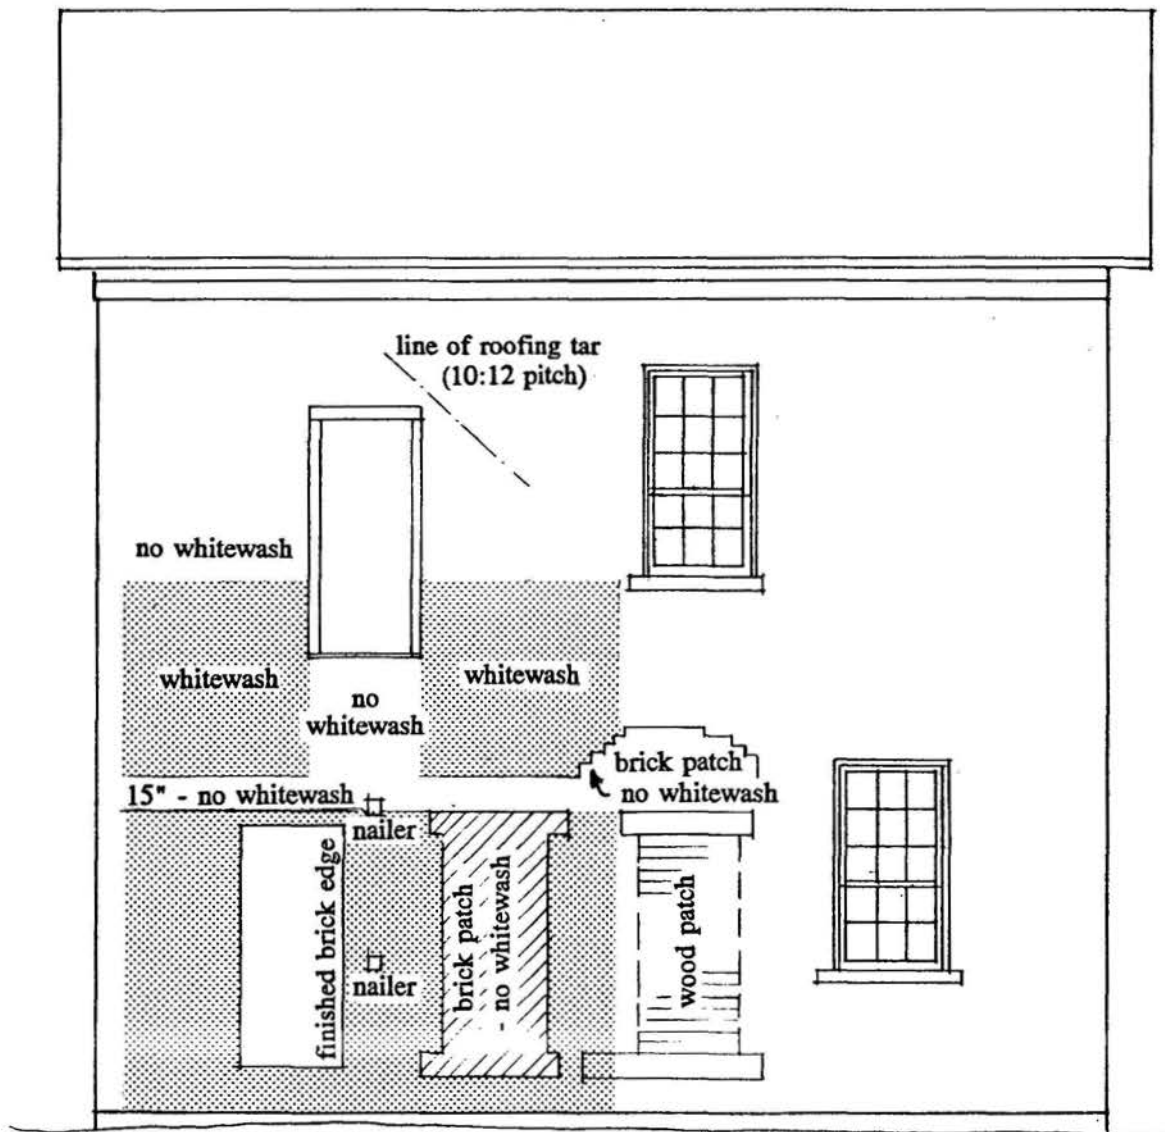 line of roofing tar
(10:12 pitch)
no whitewash
whitewash
no
whitewash
whitewash
brick patch
no whitewash
15" - no whitewash
nailer
nailer
finished brick edge
brick patch
- no whitewash
wood patch